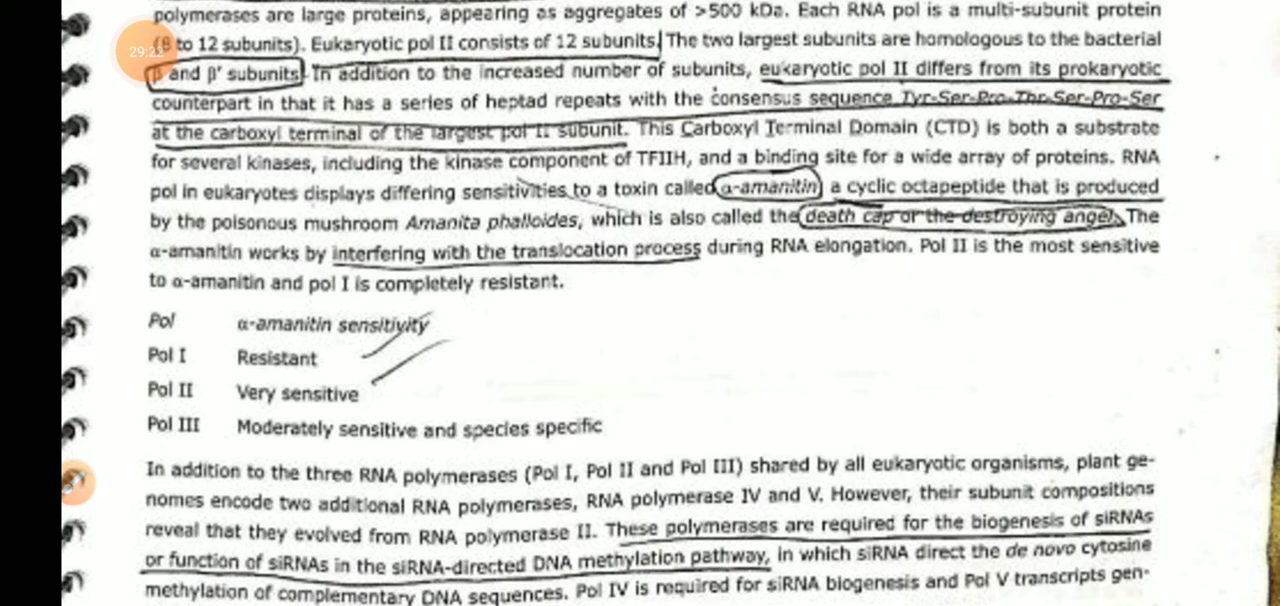 polymerases are large proteins, appearing as aggregates of >500 kDa. Each RNA pol is a multi-subunit protein
29:22
(8 to 12 subunits). Eukaryotic pol II consists of 12 subunits. The two largest subunits are homologous to the bacterial
β and β' subunits. In addition to the increased number of subunits, eukaryotic pol II differs from its prokaryotic
counterpart in that it has a series of heptad repeats with the consensus sequence Tyr-Ser-Pro-Thr-Ser-Pro-Ser
at the carboxyl terminal of the largest pol II subunit. This Carboxyl Terminal Domain (CTD) is both a substrate
for several kinases, including the kinase component of TFIIH, and a binding site for a wide array of proteins. RNA
pol in eukaryotes displays differing sensitivities to a toxin called α-amanitin, a cyclic octapeptide that is produced
by the poisonous mushroom Amanita phalloides, which is also called the death cap or the destroying angel. The
α-amanitin works by interfering with the translocation process during RNA elongation. Pol II is the most sensitive
to α-amanitin and pol I is completely resistant.
Pol α-amanitin sensitivity
Pol I Resistant
Pol II Very sensitive
Pol III Moderately sensitive and species specific
In addition to the three RNA polymerases (Pol I, Pol II and Pol III) shared by all eukaryotic organisms, plant ge-
nomes encode two additional RNA polymerases, RNA polymerase IV and V. However, their subunit compositions
reveal that they evolved from RNA polymerase II. These polymerases are required for the biogenesis of siRNAs
or function of siRNAs in the siRNA-directed DNA methylation pathway, in which siRNA direct the de novo cytosine
methylation of complementary DNA sequences. Pol IV is required for siRNA biogenesis and Pol V transcripts gen-